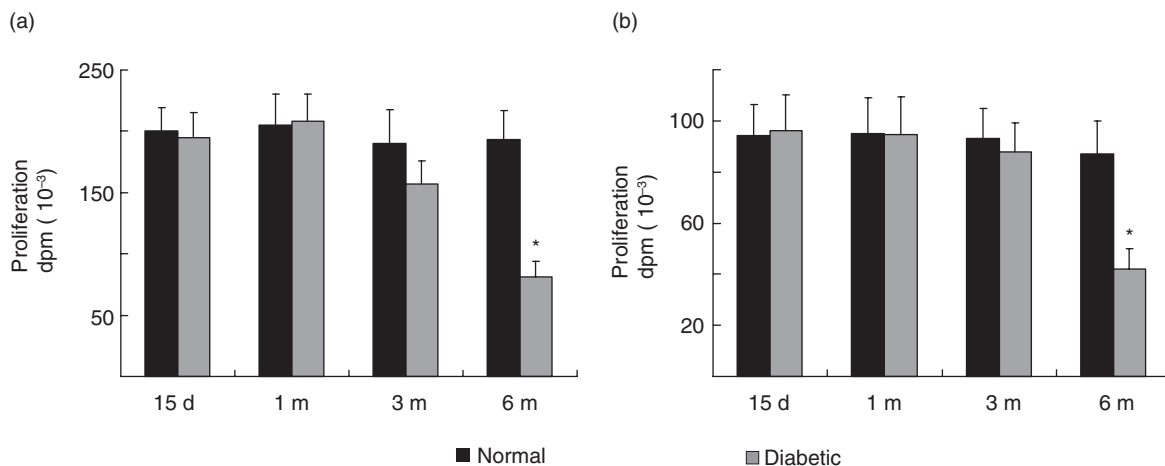 (a)
250
150
50
Proliferation
dpm ( 10⁻³)
*
15 d 1 m 3 m 6 m
(b)
100
60
20
Proliferation
dpm ( 10⁻³)
*
15 d 1 m 3 m 6 m
Normal Diabetic